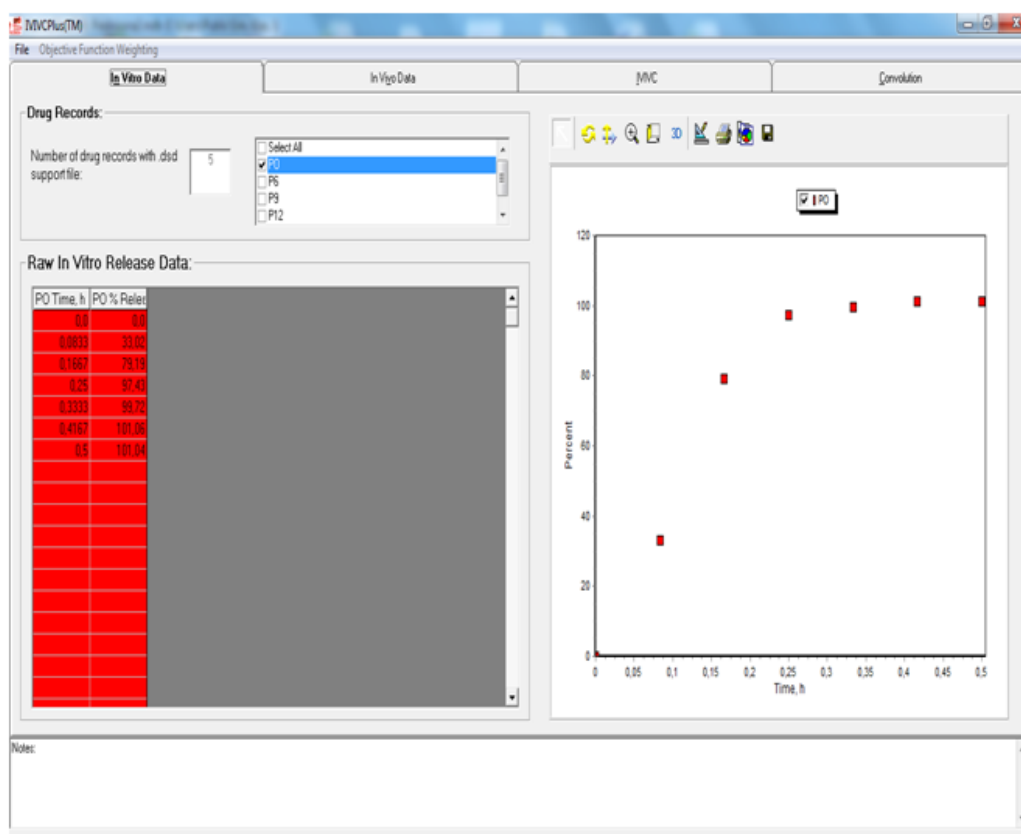 IVIVCPlus(TM)
File Objective Function Weighting
In Vitro Data
In Vivo Data
IVIVC
Convolution
Drug Records:
Number of drug records with .dsd
support file:
5
Select All
PO
P6
P9
P12
Raw In Vitro Release Data:
PO Time, h PO % Relea
0,0 0,0
0,0833 33,02
0,1667 79,19
0,25 97,43
0,3333 99,72
0,4167 101,06
0,5 101,04
3D
PO
120
100
80
60
40
20
0
Percent
0 0,05 0,1 0,15 0,2 0,25 0,3 0,35 0,4 0,45 0,5
Time, h
Notes: